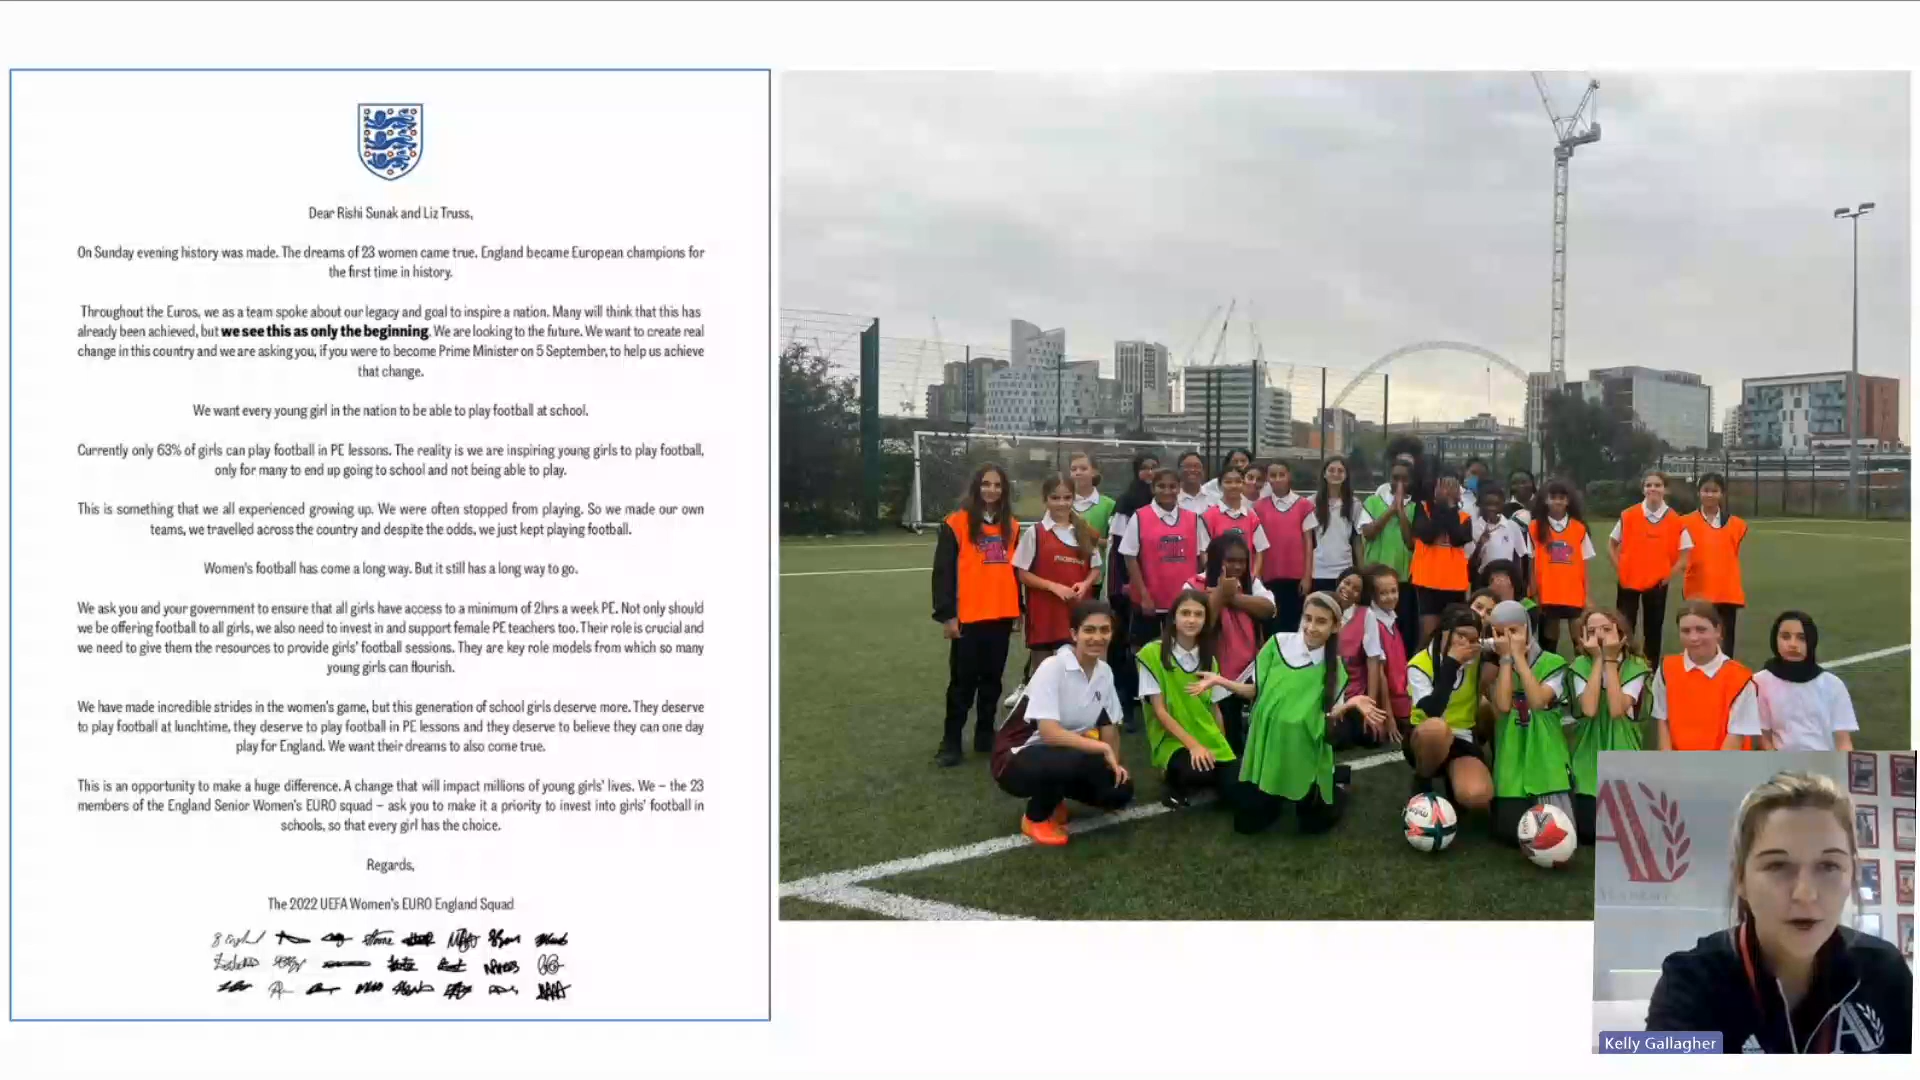 Dear Rishi Sunak and Liz Truss,
On Sunday evening history was made. The dreams of 23 women came true. England became European champions for
the first time in history.
Throughout the Euros, we as a team spoke about our legacy and goal to inspire a nation. Many will think that this has
already been achieved, but we see this as only the beginning. We are looking to the future. We want to create real
change in this country and we are asking you, if you were to become Prime Minister on 5 September, to help us achieve
that change.
We want every young girl in the nation to be able to play football at school.
Currently only 63% of girls can play football in PE lessons. The reality is we are inspiring young girls to play football,
only for many to end up going to school and not being able to play.
This is something that we all experienced growing up. We were often stopped from playing. So we made our own
teams, we travelled across the country and despite the odds, we just kept playing football.
Women's football has come a long way. But it still has a long way to go.
We ask you and your government to ensure that all girls have access to a minimum of 2hrs a week PE. Not only should
we be offering football to all girls, we also need to invest in and support female PE teachers too. Their role is crucial and
we need to give them the resources to provide girls' football sessions. They are key role models from which so many
young girls can flourish.
We have made incredible strides in the women's game, but this generation of school girls deserve more. They deserve
to play football at lunchtime, they deserve to play football in PE lessons and they deserve to believe they can one day
play for England. We want their dreams to also come true.
This is an opportunity to make a huge difference. A change that will impact millions of young girls' lives. We – the 23
members of the England Senior Women's EURO squad – ask you to make it a priority to invest into girls' football in
schools, so that every girl has the choice.
Regards,
The 2022 UEFA Women's EURO England Squad
Kelly Gallagher